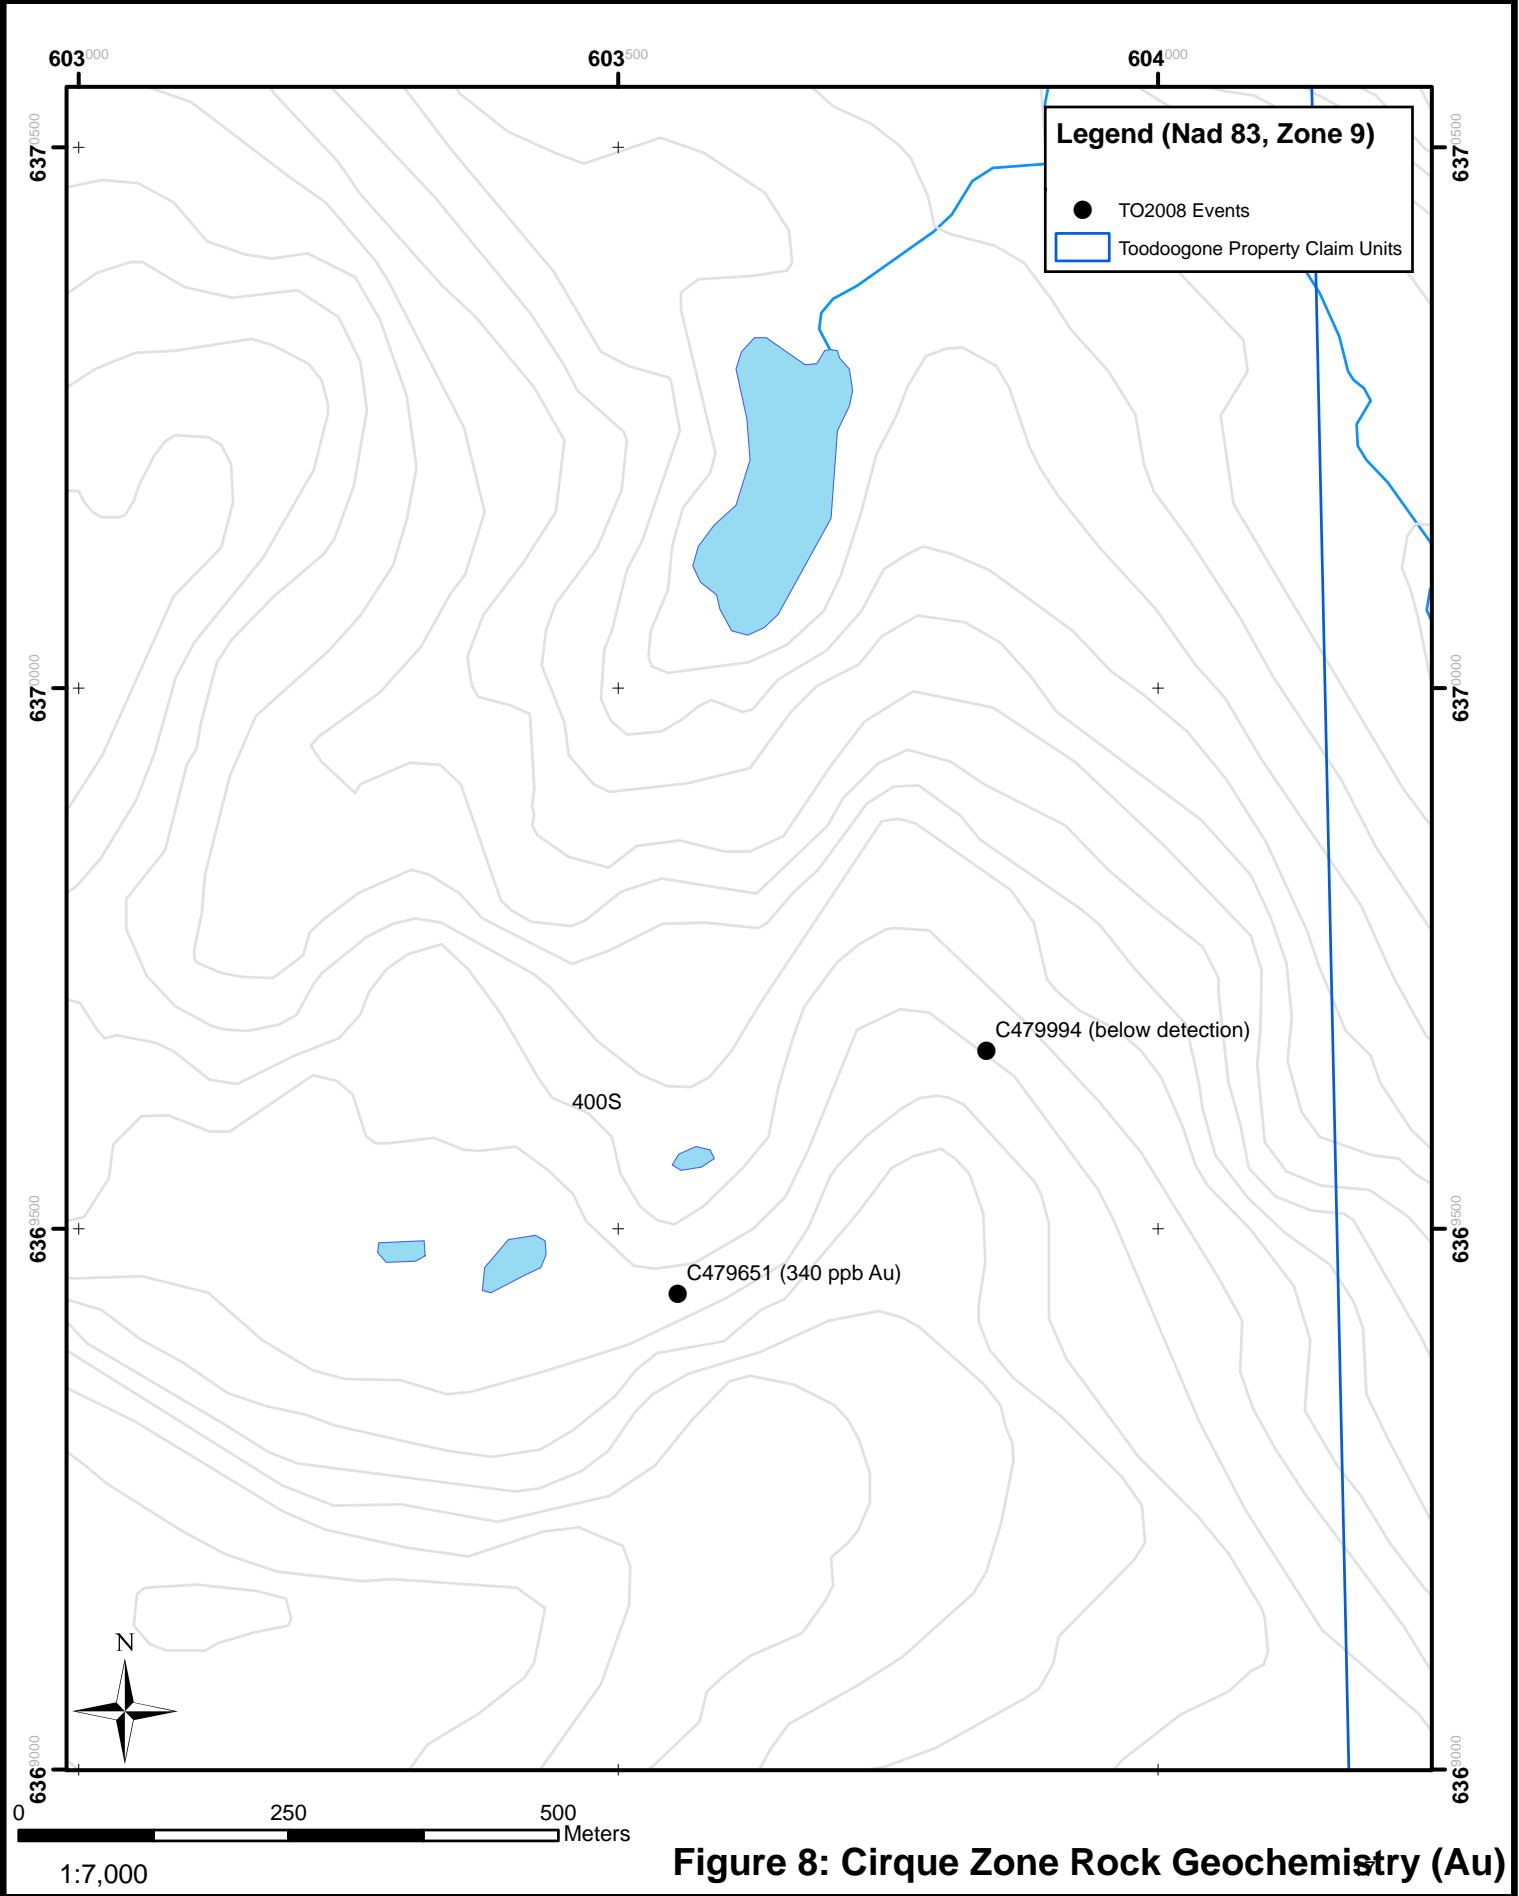 603000 603500 604000
6370500 6370500
Legend (Nad 83, Zone 9)
TO2008 Events
Toodoogone Property Claim Units
6370000 6370000
C479994 (below detection)
400S
6369500 6369500
C479651 (340 ppb Au)
N
6369000 6369000
0 250 500
Meters
1:7,000
Figure 8: Cirque Zone Rock Geochemistry (Au)